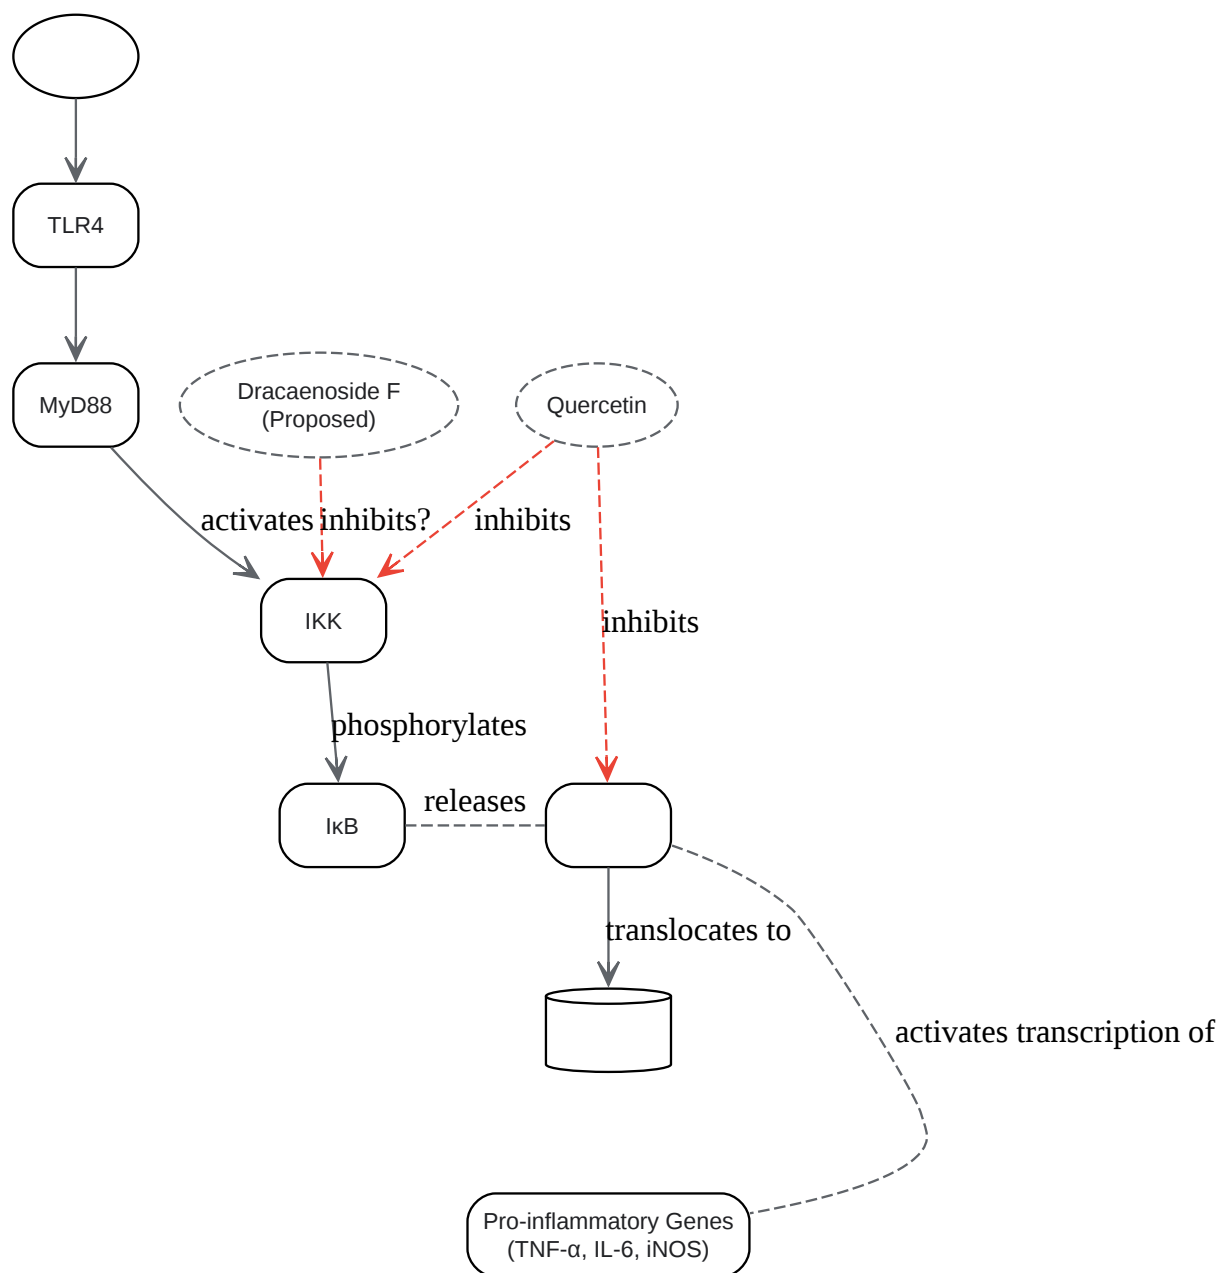 TLR4
MyD88
Dracaenoside F
(Proposed)
Quercetin
activates
inhibits?
inhibits
IKK
inhibits
phosphorylates
releases
IκB
translocates to
activates transcription of
Pro-inflammatory Genes
(TNF-α, IL-6, iNOS)